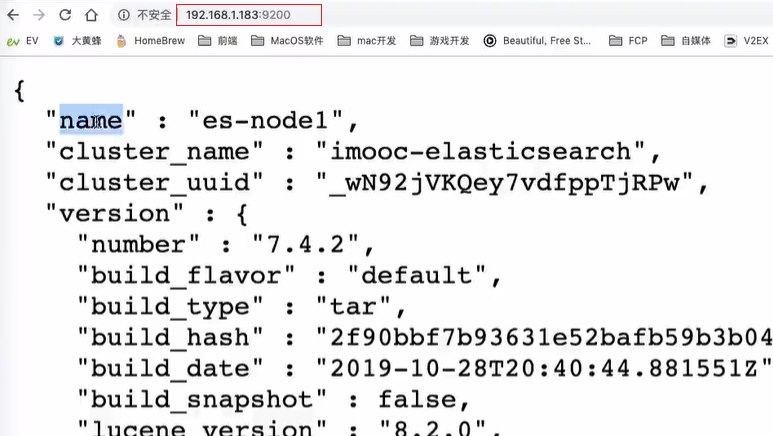 不安全 192.168.1.183:9200
EV 大黄蜂 HomeBrew 前端 MacOS软件 mac开发 游戏开发 Beautiful, Free St... FCP 自媒体 V2EX
{
"name" : "es-node1",
"cluster_name" : "imooc-elasticsearch",
"cluster_uuid" : "_wN92jVKQey7vdfppTjRPw",
"version" : {
"number" : "7.4.2",
"build_flavor" : "default",
"build_type" : "tar",
"build_hash" : "2f90bbf7b93631e52bafb59b3b04
"build_date" : "2019-10-28T20:40:44.881551Z"
"build_snapshot" : false,
"lucene_version" : "8.2.0",